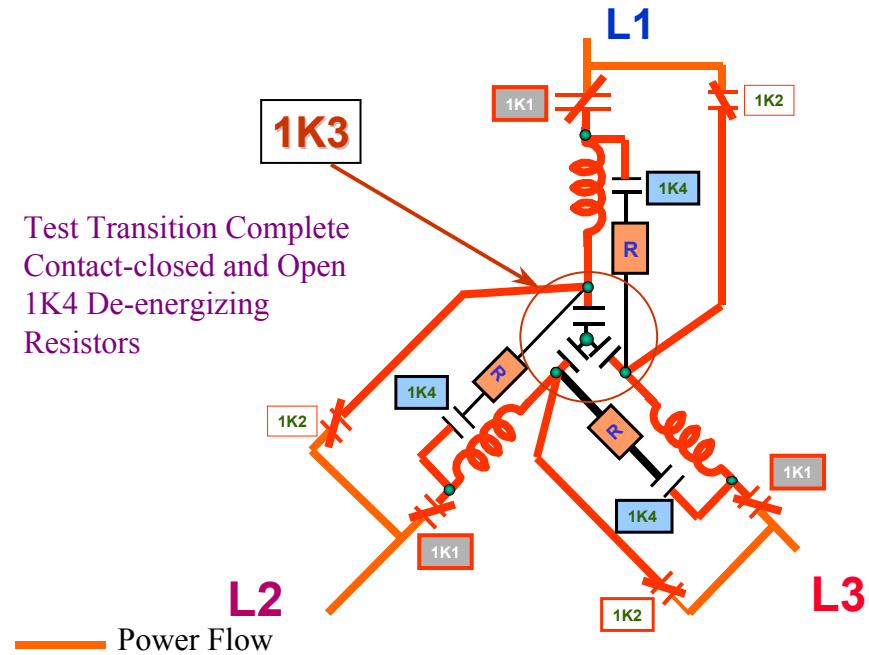 L1
1K1
1K2
1K3
1K4
R
Test Transition Complete
Contact-closed and Open
1K4 De-energizing
Resistors
R
1K4
1K2
R
1K1
1K4
1K1
L2
1K2
L3
Power Flow